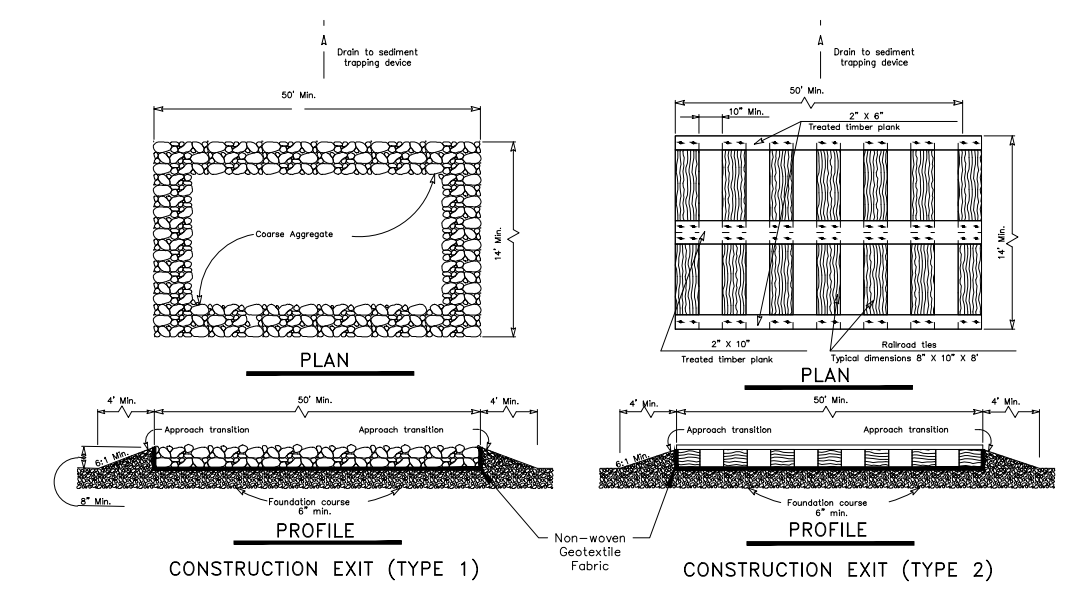 Drain to sediment
trapping device
50' Min.
Coarse Aggregate
14' Min.
PLAN
4' Min.
50' Min.
4' Min.
Approach transition
Approach transition
6:1 Min.
8" Min.
Foundation course
6" min.
PROFILE
CONSTRUCTION EXIT (TYPE 1)
Drain to sediment
trapping device
50' Min.
10" Min.
2" X 6"
Treated timber plank
14' Min.
2" X 10"
Treated timber plank
Railroad ties
Typical dimensions 8" X 10" X 8'
PLAN
4' Min.
50' Min.
4' Min.
Approach transition
Approach transition
6:1 Min.
Foundation course
6" min.
PROFILE
Non-woven
Geotextile
Fabric
CONSTRUCTION EXIT (TYPE 2)